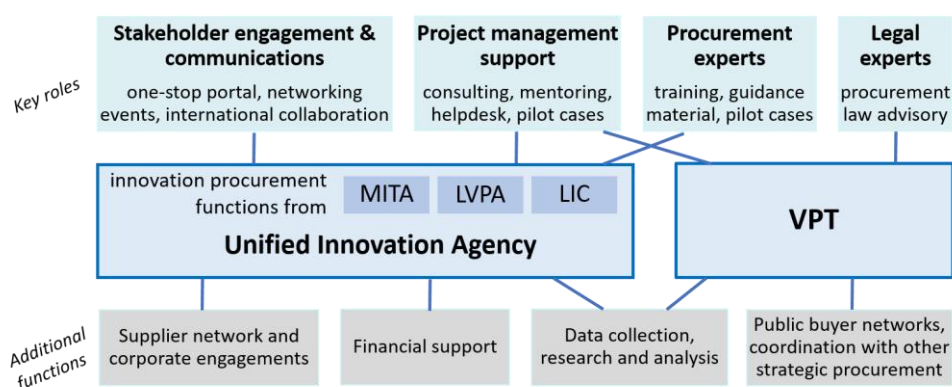 Key roles
Stakeholder engagement &
communications
one-stop portal, networking
events, international collaboration
Project management
support
consulting, mentoring,
helpdesk, pilot cases
Procurement
experts
training, guidance
material, pilot cases
Legal
experts
procurement
law advisory
innovation procurement
functions from
MITA
LVPA
LIC
Unified Innovation Agency
VPT
Additional
functions
Supplier network and
corporate engagements
Financial support
Data collection,
research and analysis
Public buyer networks,
coordination with other
strategic procurement